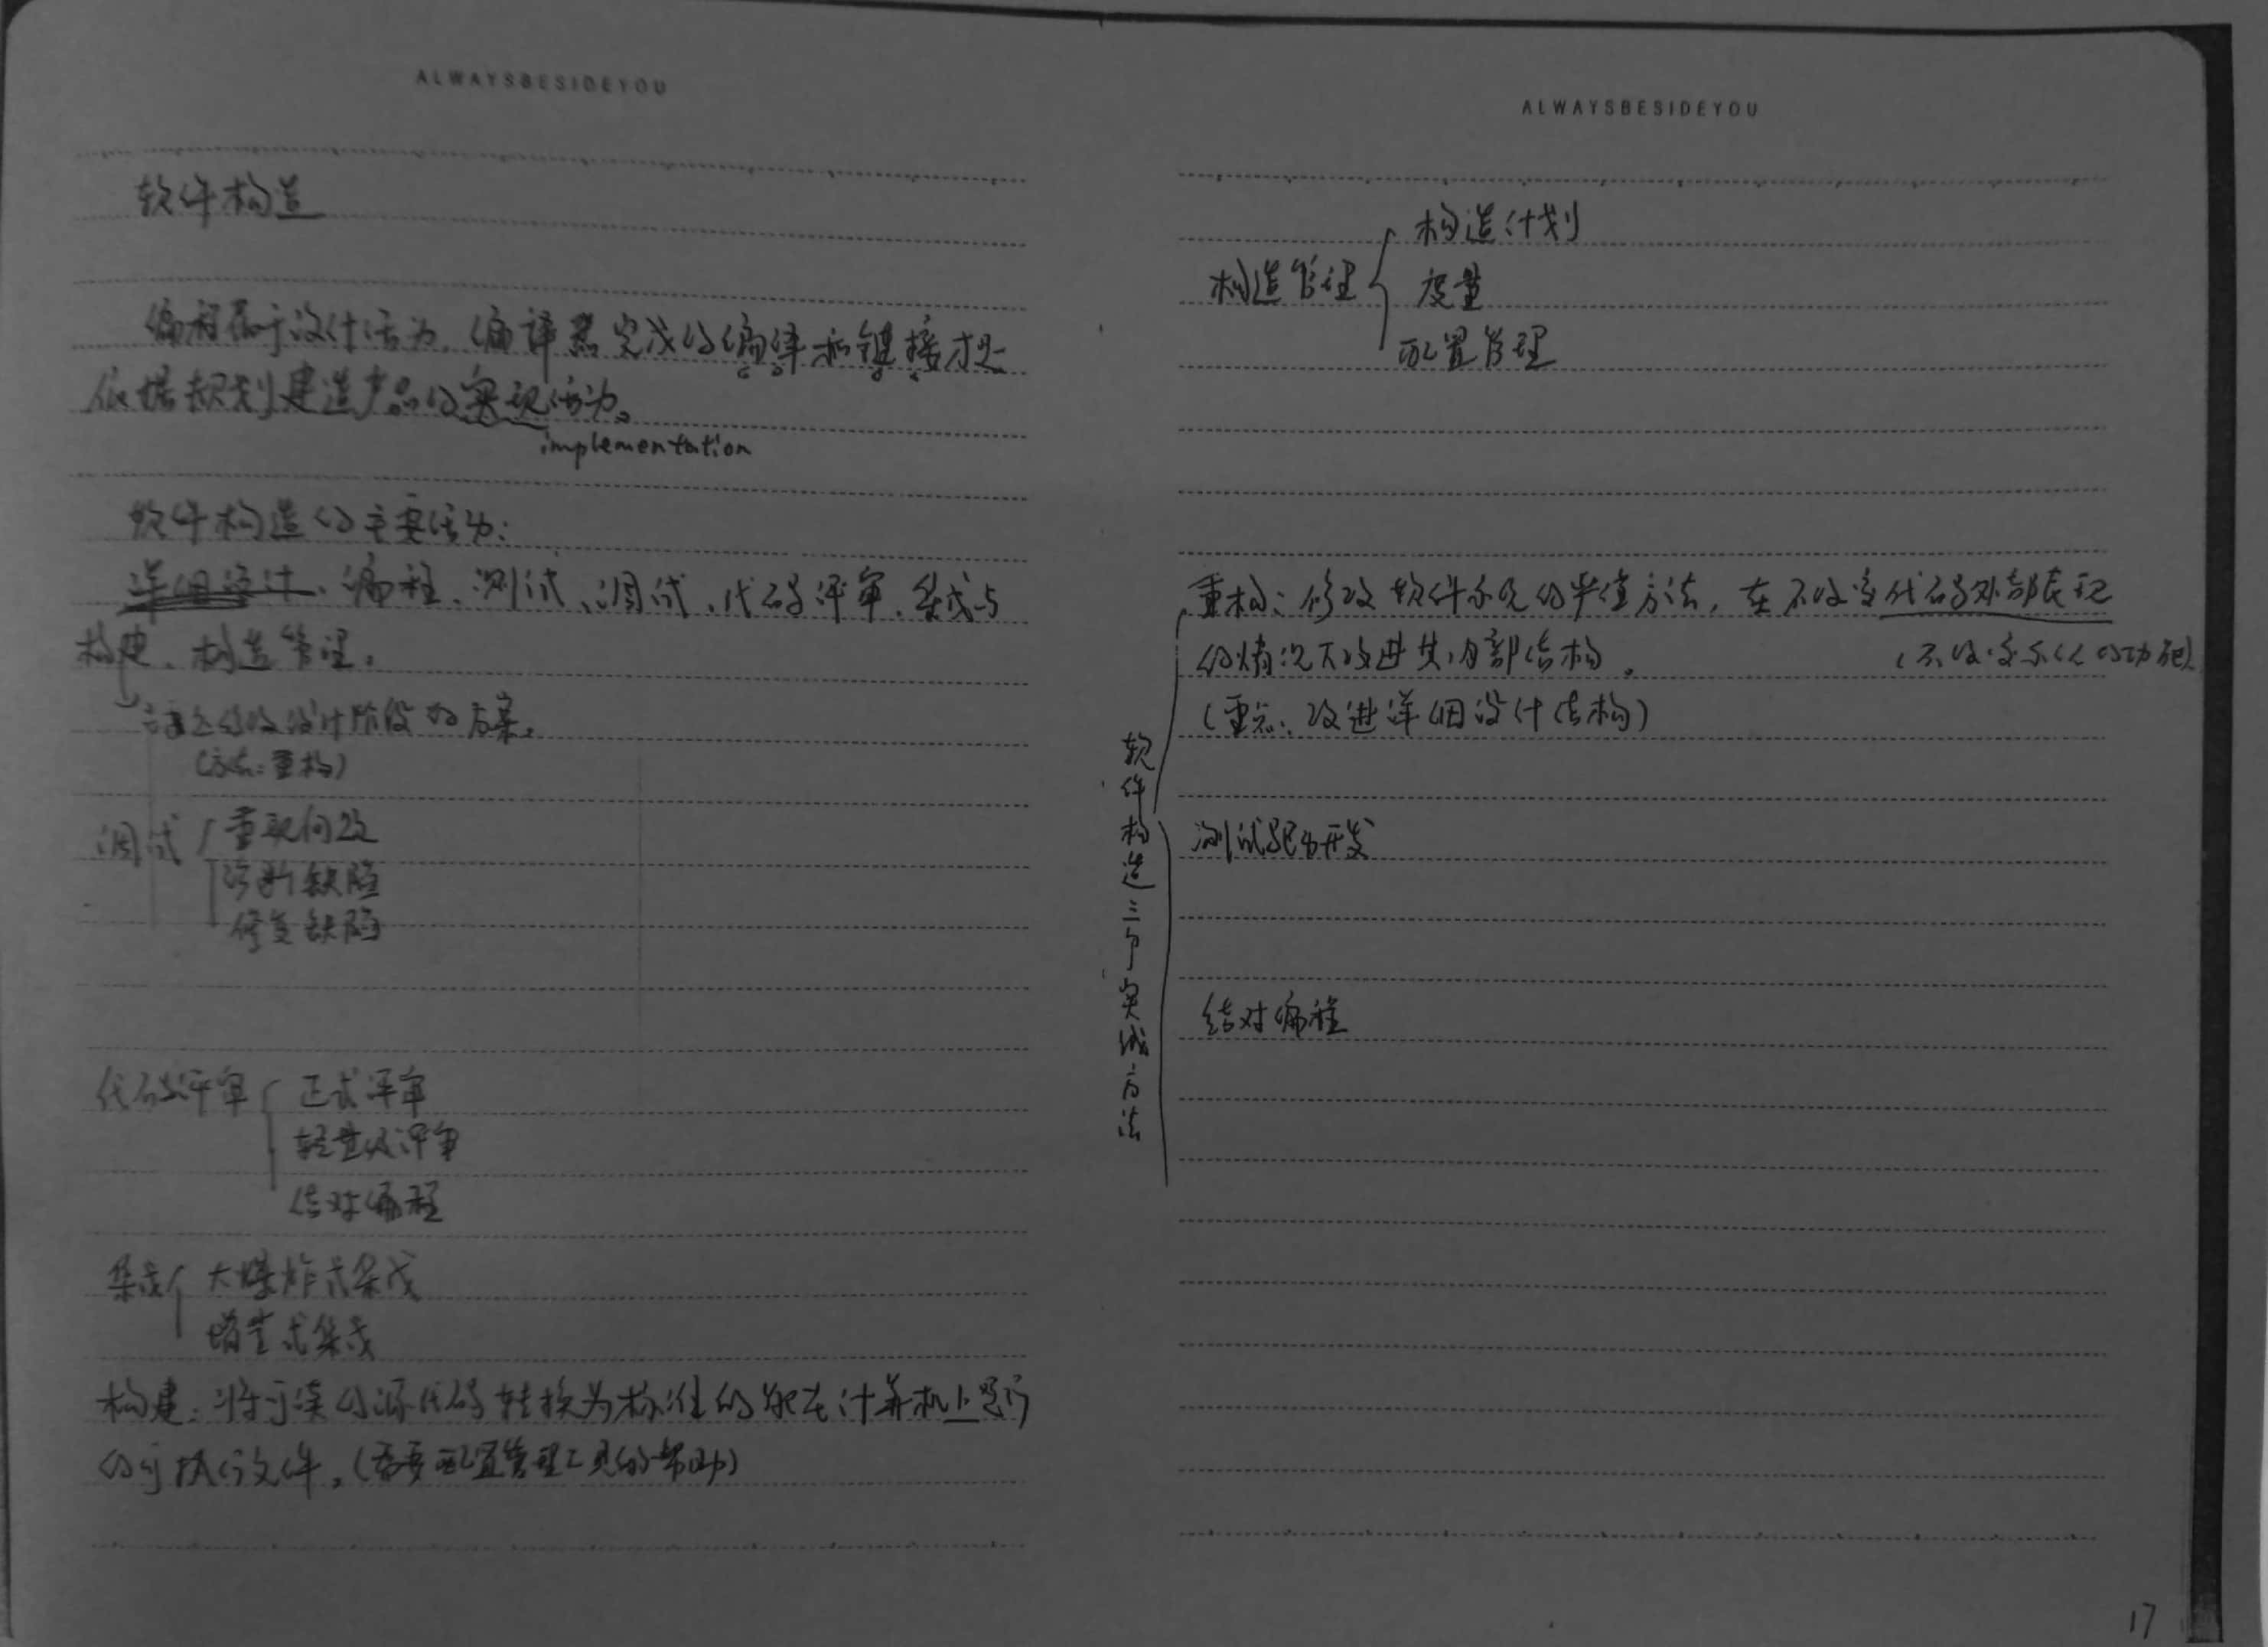 ALWAYSBESIDEYOU
软件构造
编程属于设计活动，编译器完成的编译和链接才是
依据规划建造产品的实现活动。
implementation
软件构造的主要活动：
详细设计、编程、测试、调试、代码评审、集成与
构建、构造管理。
修改设计阶段的方案。
（方法：重构）
调试
重现问题
诊断缺陷
修复缺陷
代码评审
正式评审
轻量级评审
结对编程
集成
大爆炸式集成
增量式集成
构建：将可读的源代码转换为标准的能在计算机上运行
的可执行文件。（需要配置管理工具的帮助）
ALWAYSBESIDEYOU
构造管理
构造计划
度量
配置管理
软件构造三个实践方法
重构：修改软件系统的严谨方法，在不改变代码外部表现
的情况下改进其内部结构。
（不改变系统的功能）
（重点：改进详细设计结构）
测试驱动开发
结对编程
17